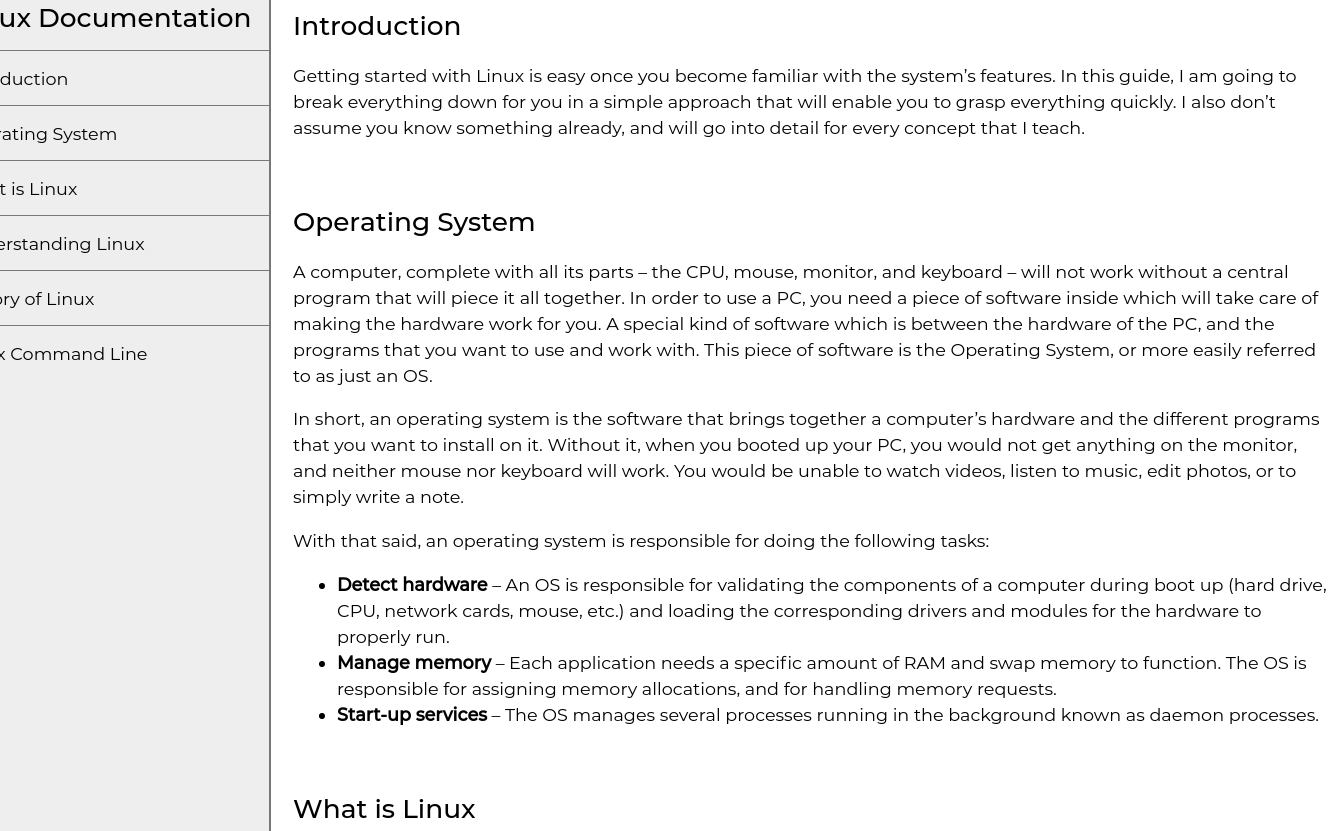 ux Documentation
duction
rating System
t is Linux
erstanding Linux
ory of Linux
x Command Line
Introduction
Getting started with Linux is easy once you become familiar with the system’s features. In this guide, I am going to
break everything down for you in a simple approach that will enable you to grasp everything quickly. I also don’t
assume you know something already, and will go into detail for every concept that I teach.
Operating System
A computer, complete with all its parts – the CPU, mouse, monitor, and keyboard – will not work without a central
program that will piece it all together. In order to use a PC, you need a piece of software inside which will take care of
making the hardware work for you. A special kind of software which is between the hardware of the PC, and the
programs that you want to use and work with. This piece of software is the Operating System, or more easily referred
to as just an OS.
In short, an operating system is the software that brings together a computer’s hardware and the different programs
that you want to install on it. Without it, when you booted up your PC, you would not get anything on the monitor,
and neither mouse nor keyboard will work. You would be unable to watch videos, listen to music, edit photos, or to
simply write a note.
With that said, an operating system is responsible for doing the following tasks:
• Detect hardware – An OS is responsible for validating the components of a computer during boot up (hard drive,
CPU, network cards, mouse, etc.) and loading the corresponding drivers and modules for the hardware to
properly run.
• Manage memory – Each application needs a specific amount of RAM and swap memory to function. The OS is
responsible for assigning memory allocations, and for handling memory requests.
• Start-up services – The OS manages several processes running in the background known as daemon processes.
What is Linux